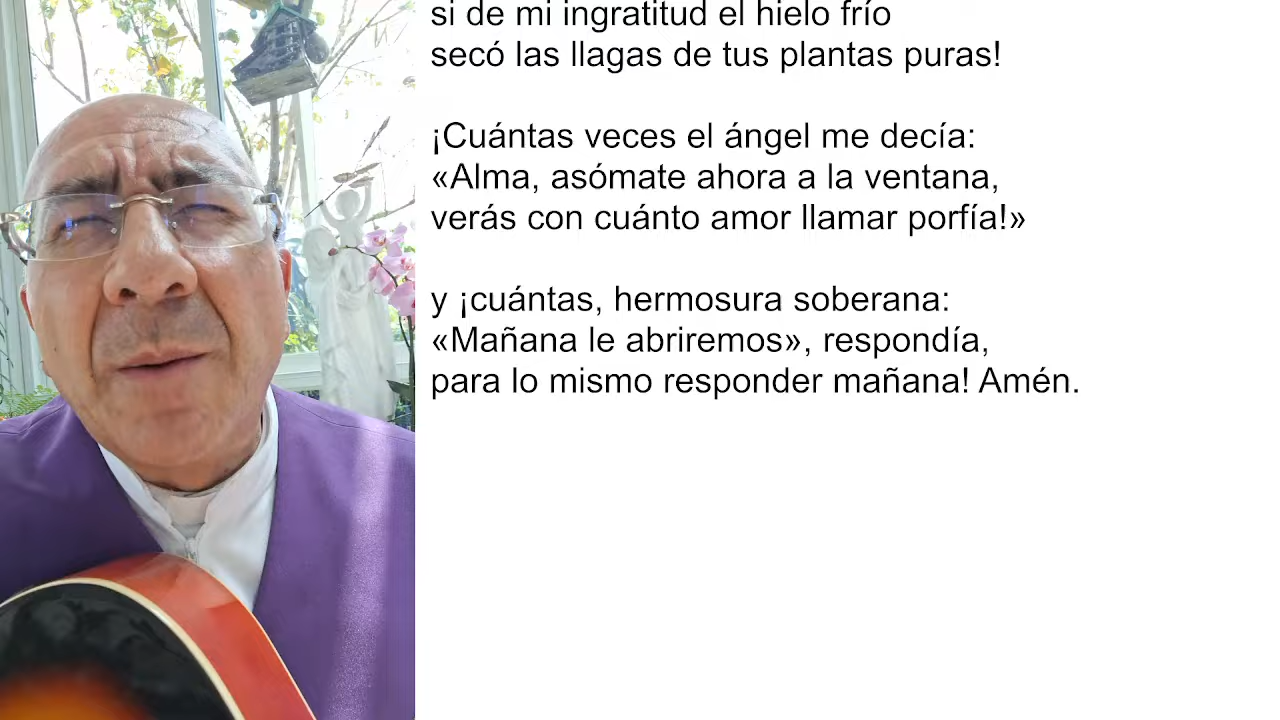 si de mi ingratitud el hielo frío
secó las llagas de tus plantas puras!
¡Cuántas veces el ángel me decía:
«Alma, asómate ahora a la ventana,
verás con cuánto amor llamar porfía!»
y ¡cuántas, hermosura soberana:
«Mañana le abriremos», respondía,
para lo mismo responder mañana! Amén.